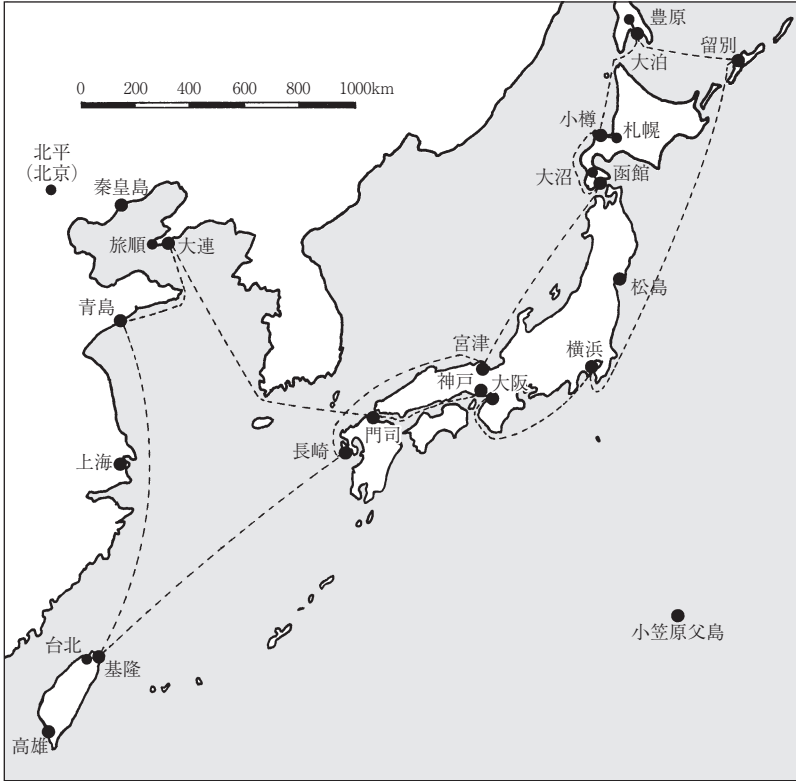 豊原
留別
大泊
0 200 400 600 800 1000km
小樽
札幌
北平
(北京)
秦皇島
大沼
函館
旅順
大連
松島
青島
宮津
横浜
神戸
大阪
門司
長崎
上海
小笠原父島
台北
基隆
高雄